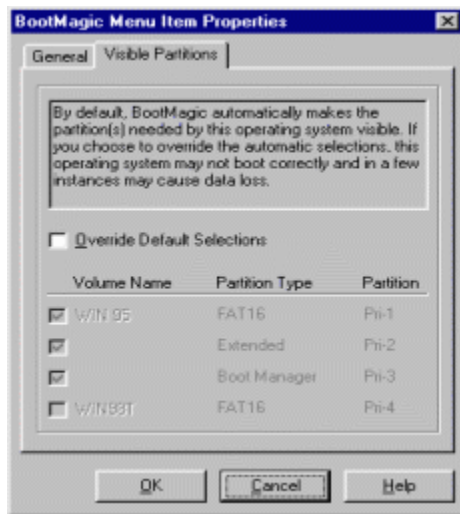 BootMagic Menu Item Properties
General Visible Partitions
By default, BootMagic automatically makes the
partition(s) needed by this operating system visible. If
you choose to override the automatic selections, this
operating system may not boot correctly and in a few
instances may cause data loss.
Override Default Selections
Volume Name Partition Type Partition
WIN 95 FAT16 Pri-1
Extended Pri-2
Boot Manager Pri-3
FAT16 Pri-4
OK Cancel Help